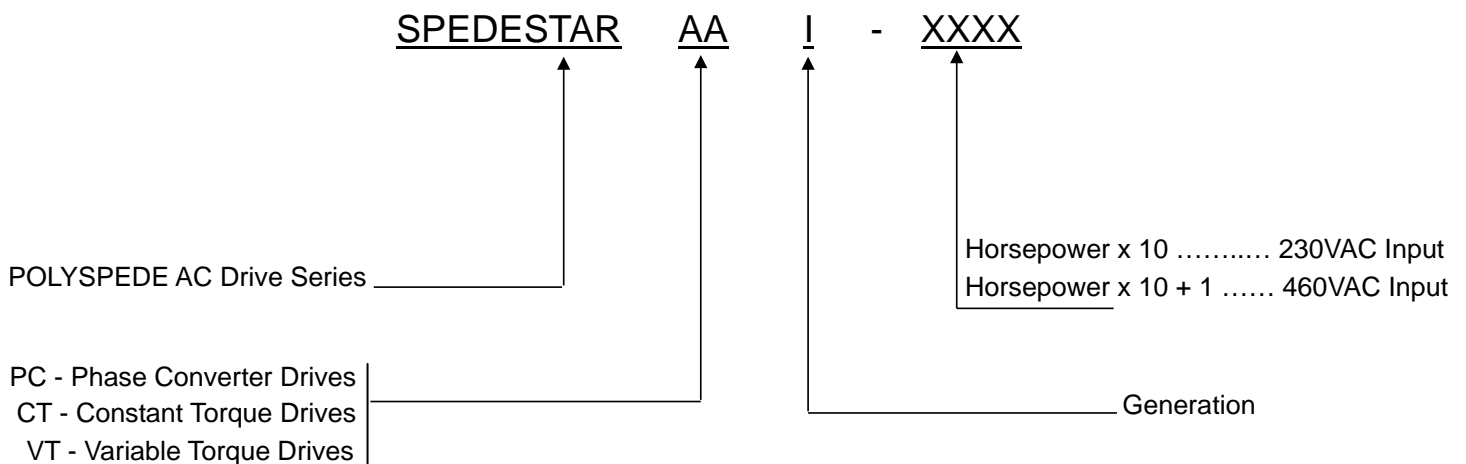 SPEDESTAR AA I - XXXX
Horsepower x 10 ……..… 230VAC Input
POLYSPEDE AC Drive Series
Horsepower x 10 + 1 …… 460VAC Input
PC - Phase Converter Drives
Generation
CT - Constant Torque Drives
VT - Variable Torque Drives